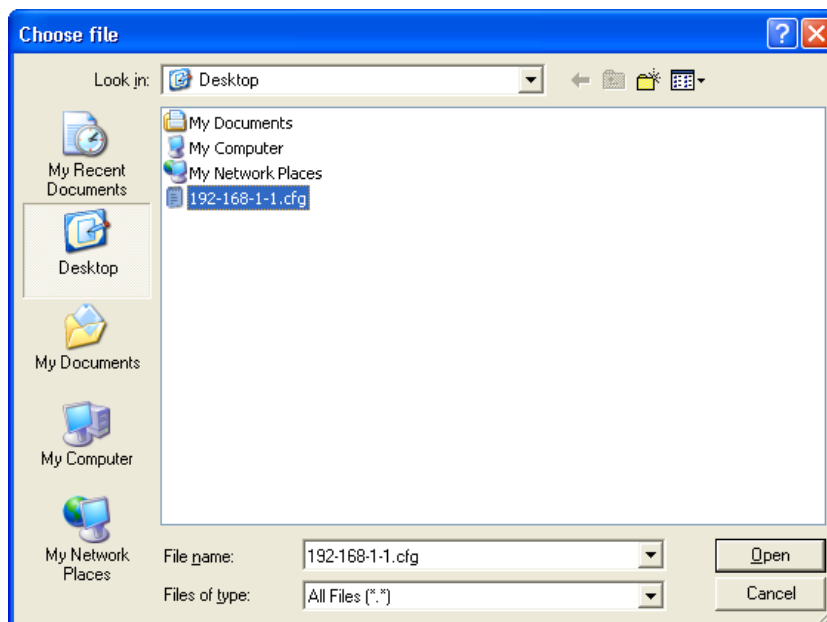 Choose file
Look in:
Desktop
My Recent
Documents
Desktop
My Documents
My Computer
My Network
Places
My Documents
My Computer
My Network Places
192-168-1-1.cfg
File name:
192-168-1-1.cfg
Open
Files of type:
All Files (*.*)
Cancel